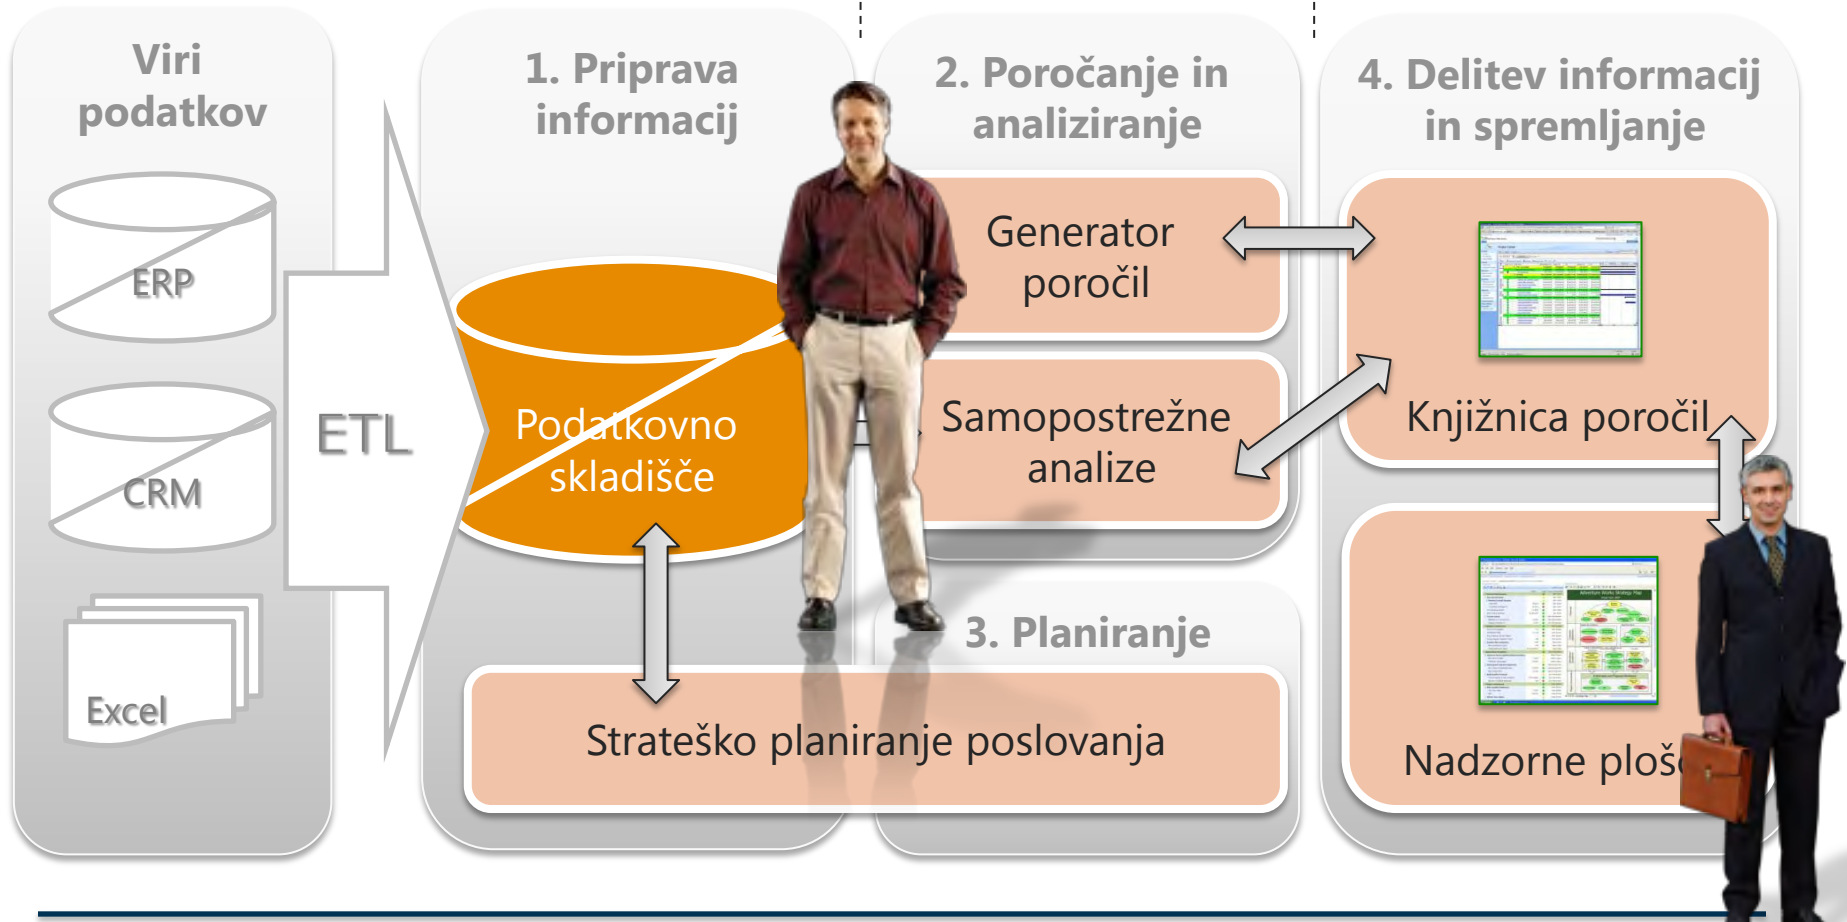 Viri
podatkov
ERP
CRM
Excel
ETL
1. Priprava
informacij
Podatkovno
skladišče
2. Poročanje in
analiziranje
Generator
poročil
Samopostrežne
analize
3. Planiranje
Strateško planiranje poslovanja
4. Delitev informacij
in spremljanje
Knjižnica poročil
Nadzorne